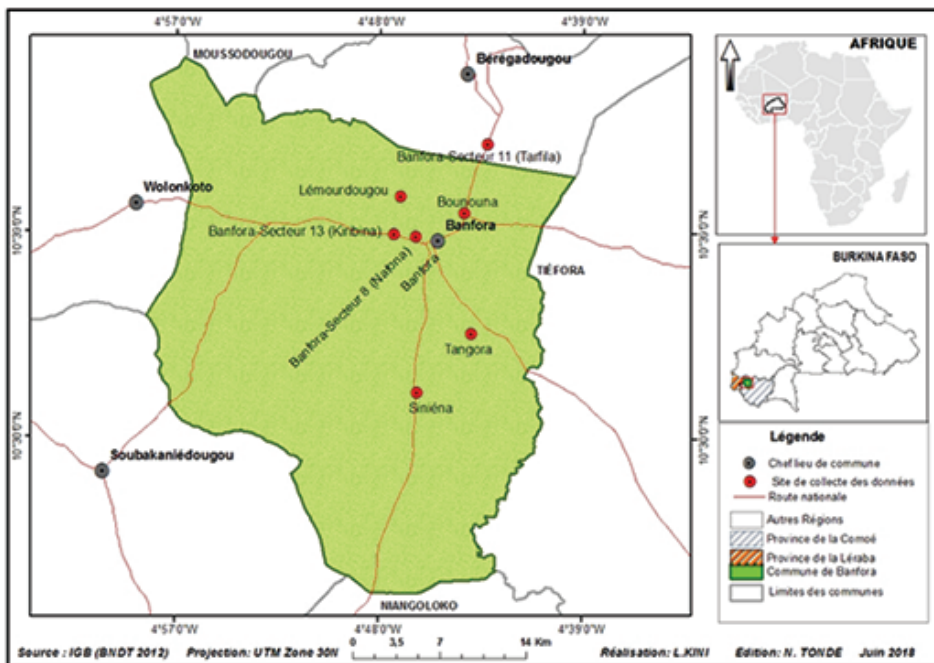 4°57'0"W 4°48'0"W 4°39'0"W
MOUSSODOUGOU
Bérégadougou
Banfora-Secteur 11 (Tarfila)
Wolonkoto
Lémourdougou
Bounouna
Banfora
Banfora-Secteur 13 (Kiribina)
Banfora-Secteur 8 (Nafona)
Banfora
TIÉFORA
Tangora
Siniéna
Soubakaniédougou
NIANGOLOKO
10°39'0"N
10°30'0"N
10°39'0"N
10°30'0"N
4°57'0"W 4°48'0"W 4°39'0"W
AFRIQUE
BURKINA FASO
Légende
Chef lieu de commune
Site de collecte des données
Route nationale
Autres Régions
Province de la Comoé
Province de la Léraba
Commune de Banfora
Limites des communes
Source : IGB (BNDT 2012) Projection: UTM Zone 30N 0 3,5 7 14 Km Réalisation: L.KINI Edition: N. TONDE Juin 2018